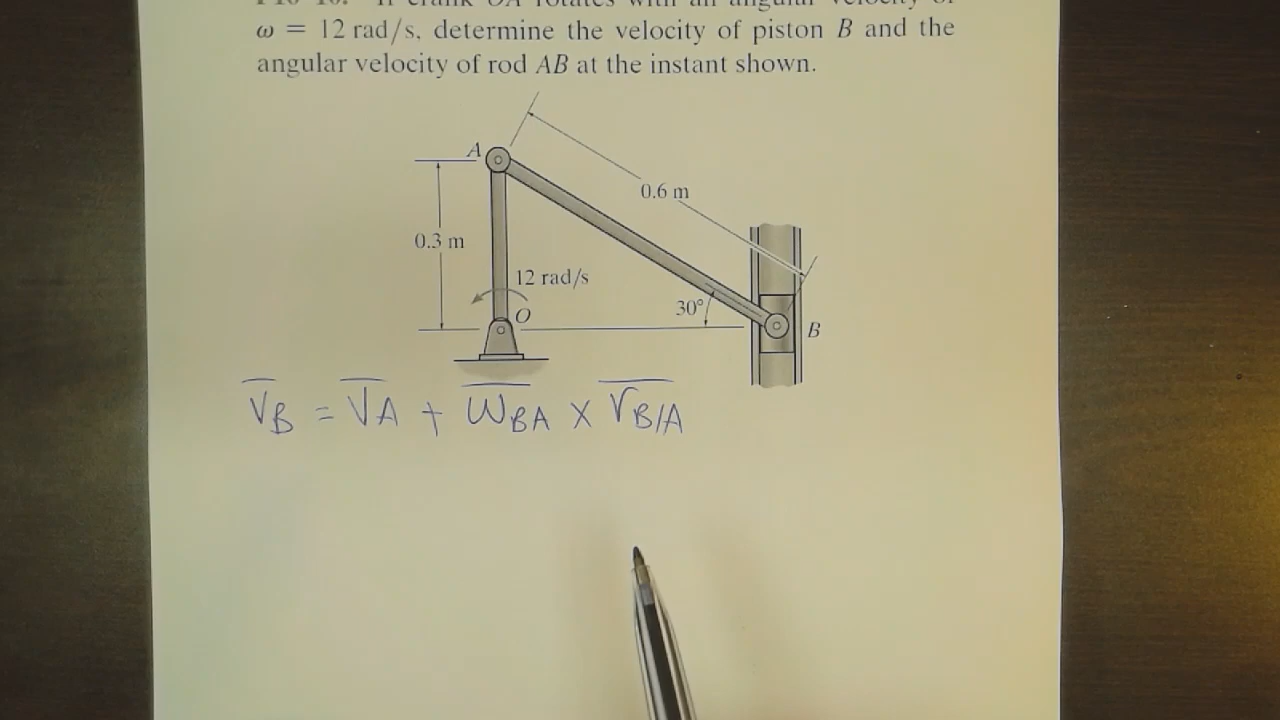 ω = 12 rad/s, determine the velocity of piston B and the
angular velocity of rod AB at the instant shown.
A
0.6 m
0.3 m
12 rad/s
O
30°
B
V̅B = V̅A + ω̅BA × r̅B/A